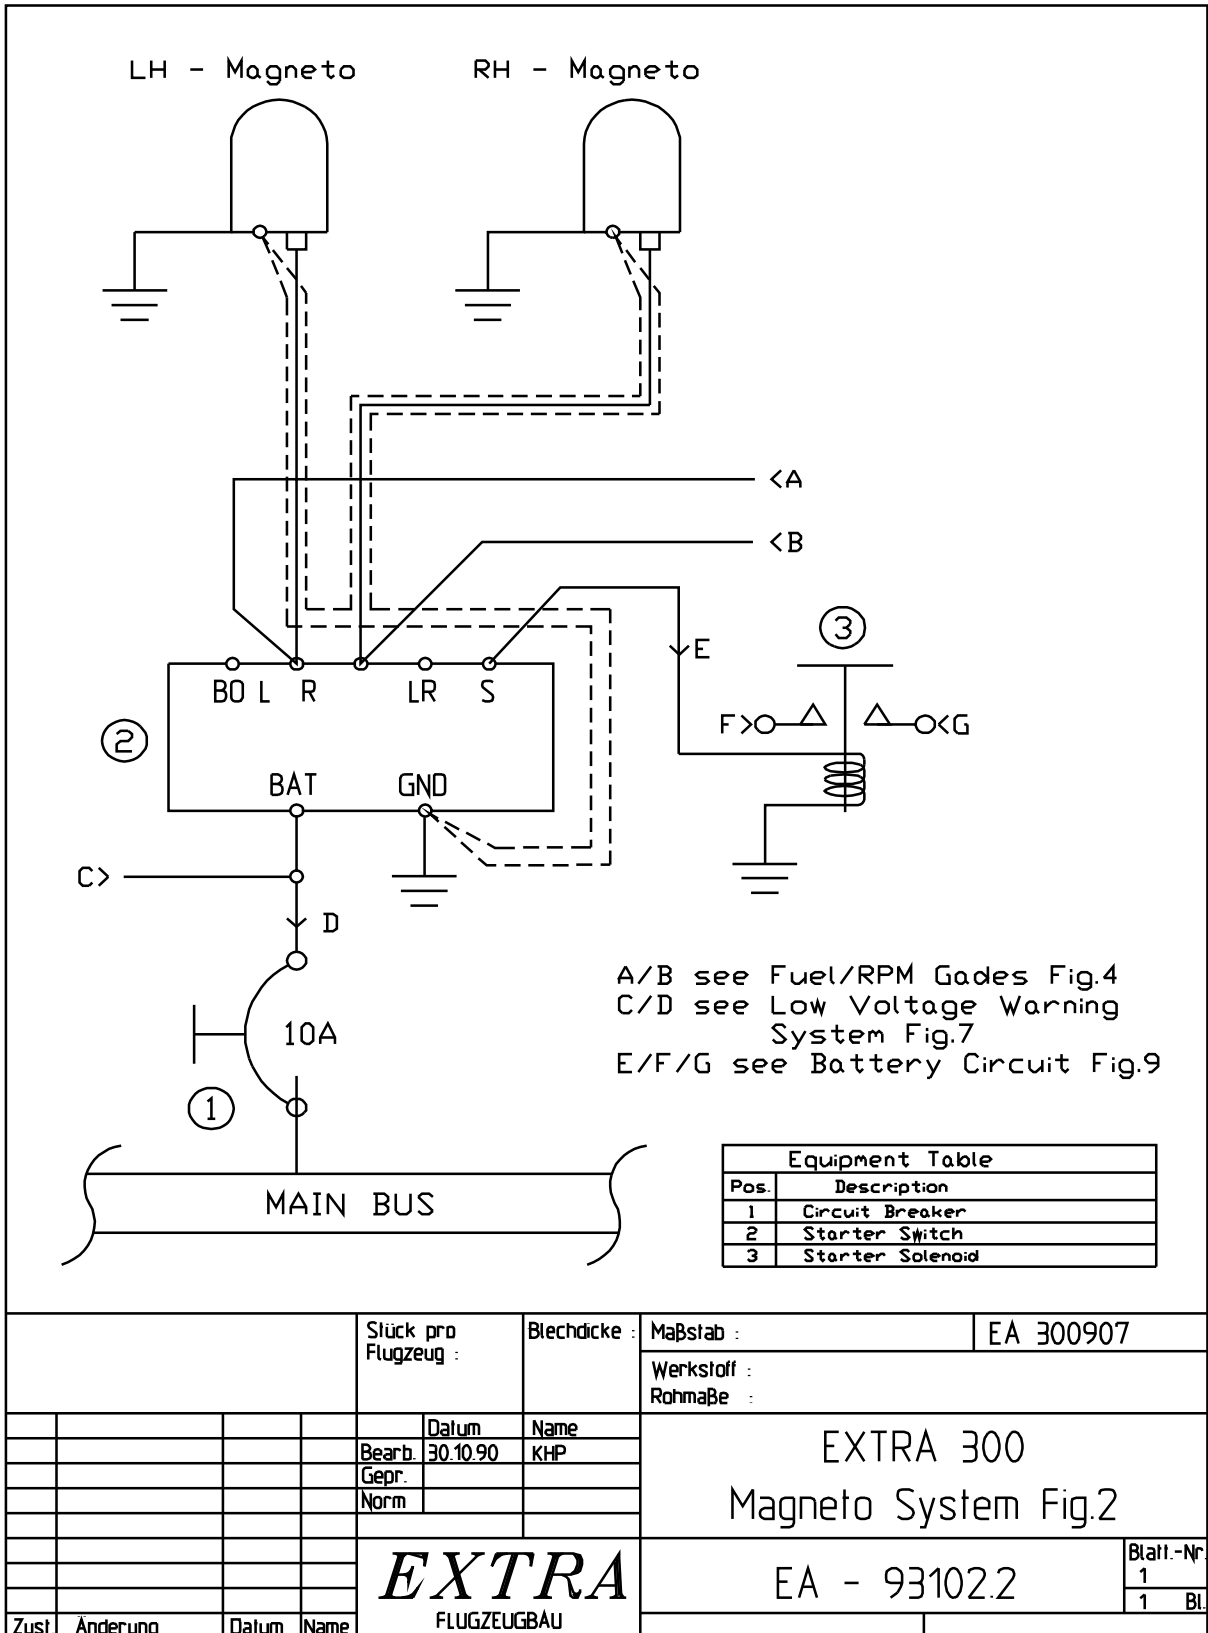 LH - Magneto
RH - Magneto
<A
<B
3
E
BO L R LR S
F>
<G
2
BAT GND
C>
D
10A
1
MAIN BUS
A/B see Fuel/RPM Gades Fig.4
C/D see Low Voltage Warning
System Fig.7
E/F/G see Battery Circuit Fig.9
Equipment Table
Pos. Description
1 Circuit Breaker
2 Starter Switch
3 Starter Solenoid
Stück pro
Flugzeug :
Blechdicke :
Maßstab :
EA 300907
Werkstoff :
Rohmaße :
Datum Name
Bearb. 30.10.90 KHP
Gepr.
Norm
EXTRA 300
Magneto System Fig.2
EXTRA
FLUGZEUGBAU
EA - 93102.2
Blatt.-Nr.
1
1 Bl.
Zust Änderung Datum Name